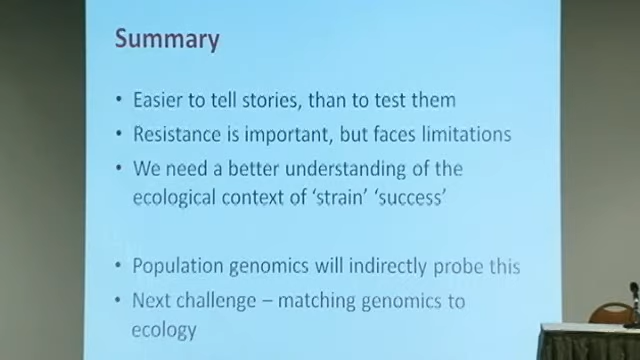 Summary
• Easier to tell stories, than to test them
• Resistance is important, but faces limitations
• We need a better understanding of the
ecological context of ‘strain’ ‘success’
• Population genomics will indirectly probe this
• Next challenge – matching genomics to
ecology